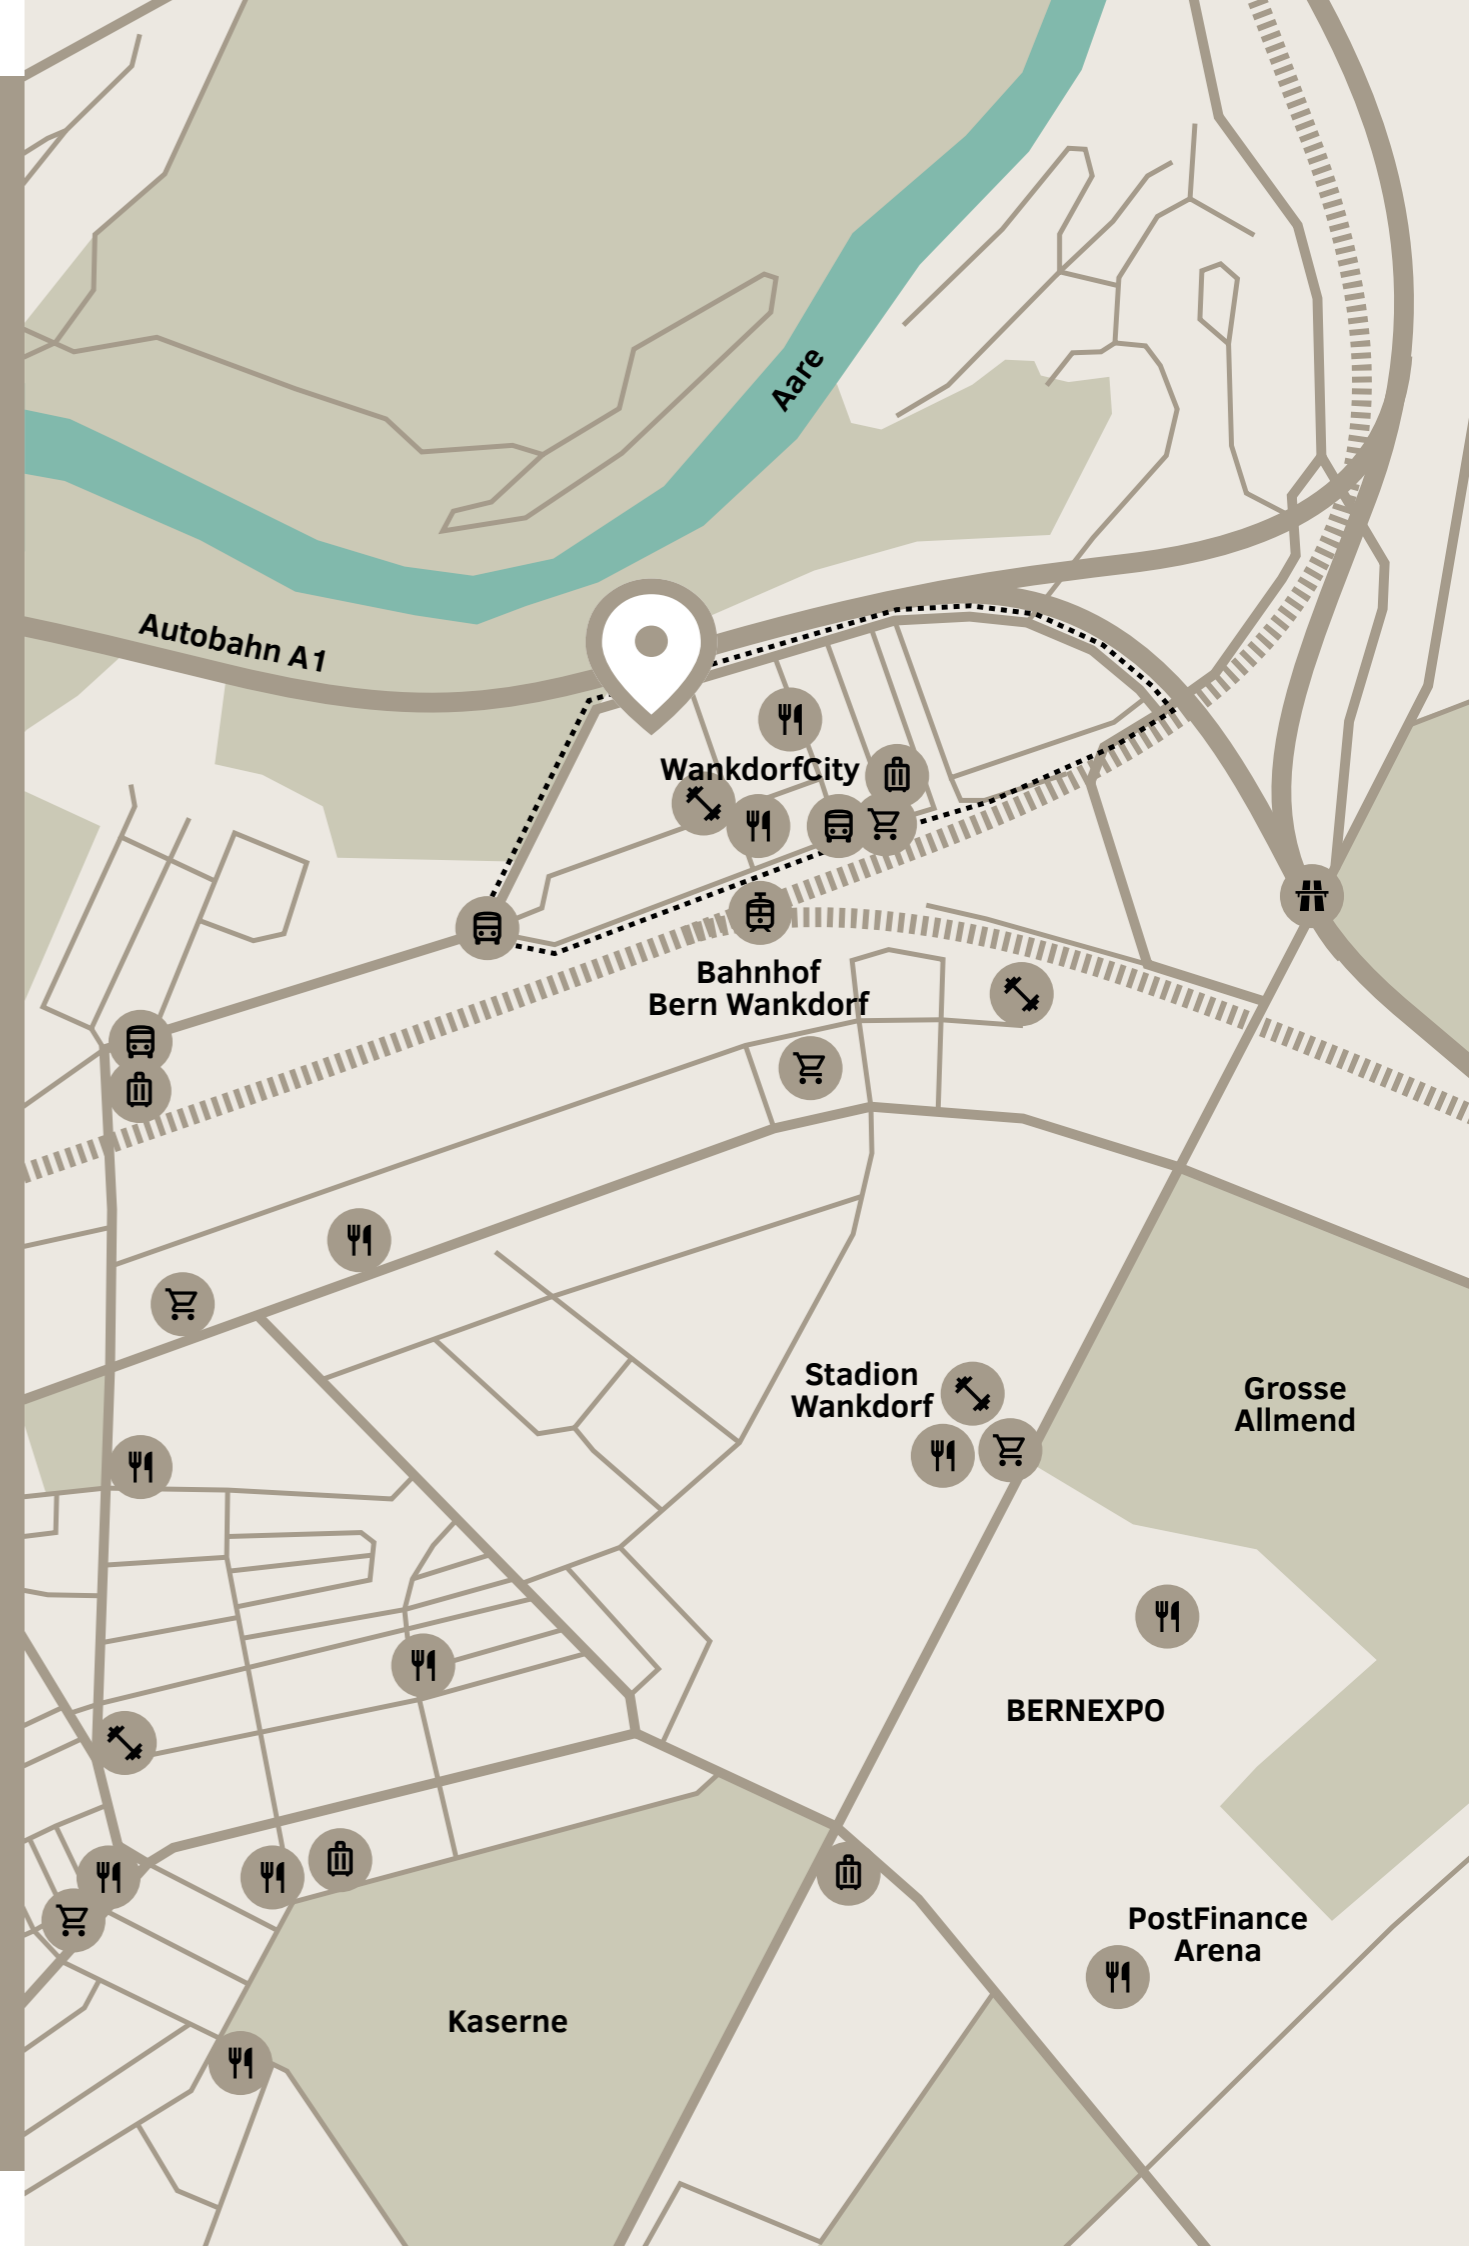 Aare
Autobahn A1
WankdorfCity
Bahnhof
Bern Wankdorf
Stadion
Wankdorf
Grosse
Allmend
BERNEXPO
PostFinance
Arena
Kaserne